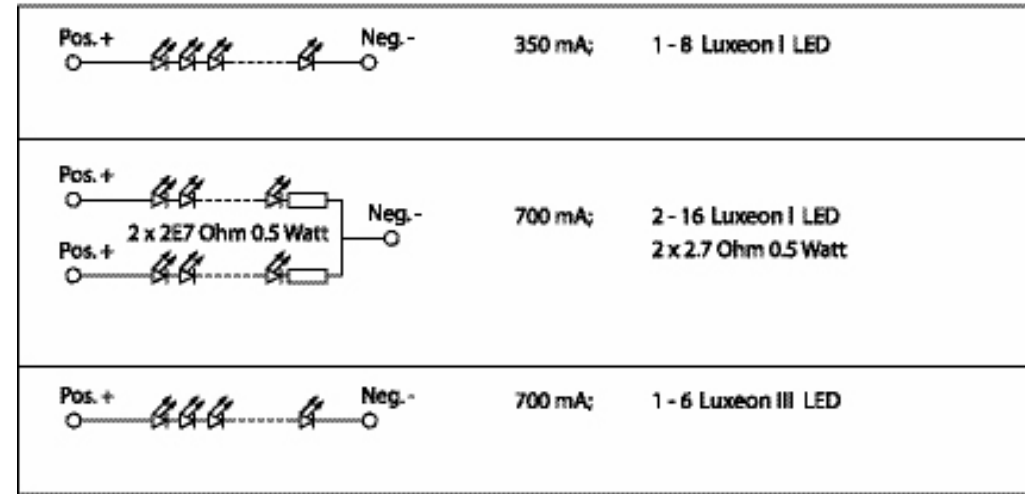 Pos. + Neg. - 350 mA; 1 - 8 Luxeon I LED
Pos. +
Neg. - 700 mA; 2 - 16 Luxeon I LED
2 x 2E7 Ohm 0.5 Watt
Pos. + 2 x 2.7 Ohm 0.5 Watt
Pos. + Neg. - 700 mA; 1 - 6 Luxeon III LED